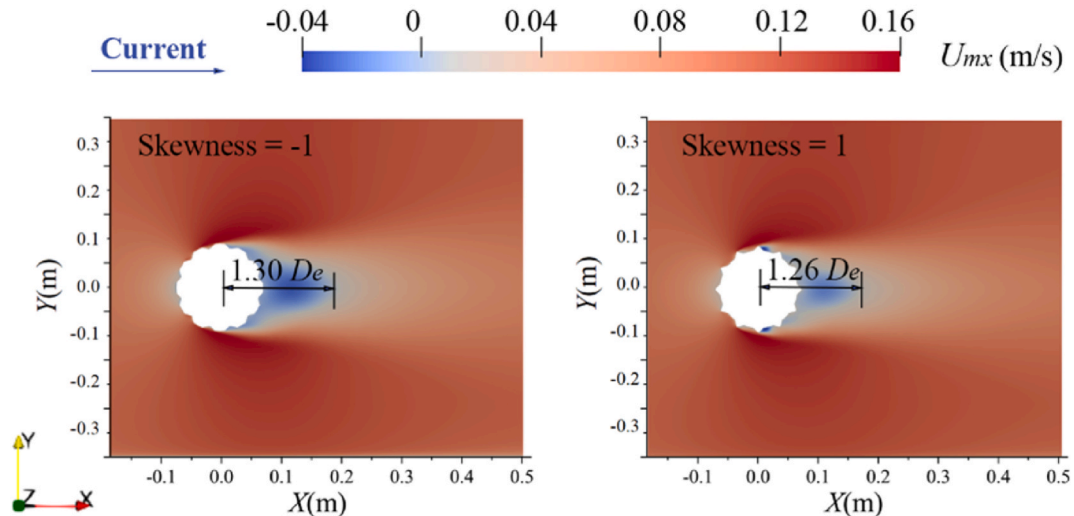 -0.04 0 0.04 0.08 0.12 0.16
Current
Umx (m/s)
Skewness = -1
1.30 De
Y(m)
0.3
0.2
0.1
0.0
-0.1
-0.2
-0.3
-0.1 0.0 0.1 0.2 0.3 0.4 0.5
X(m)
Skewness = 1
1.26 De
Y(m)
0.3
0.2
0.1
0.0
-0.1
-0.2
-0.3
-0.1 0.0 0.1 0.2 0.3 0.4 0.5
X(m)
Y
Z
X